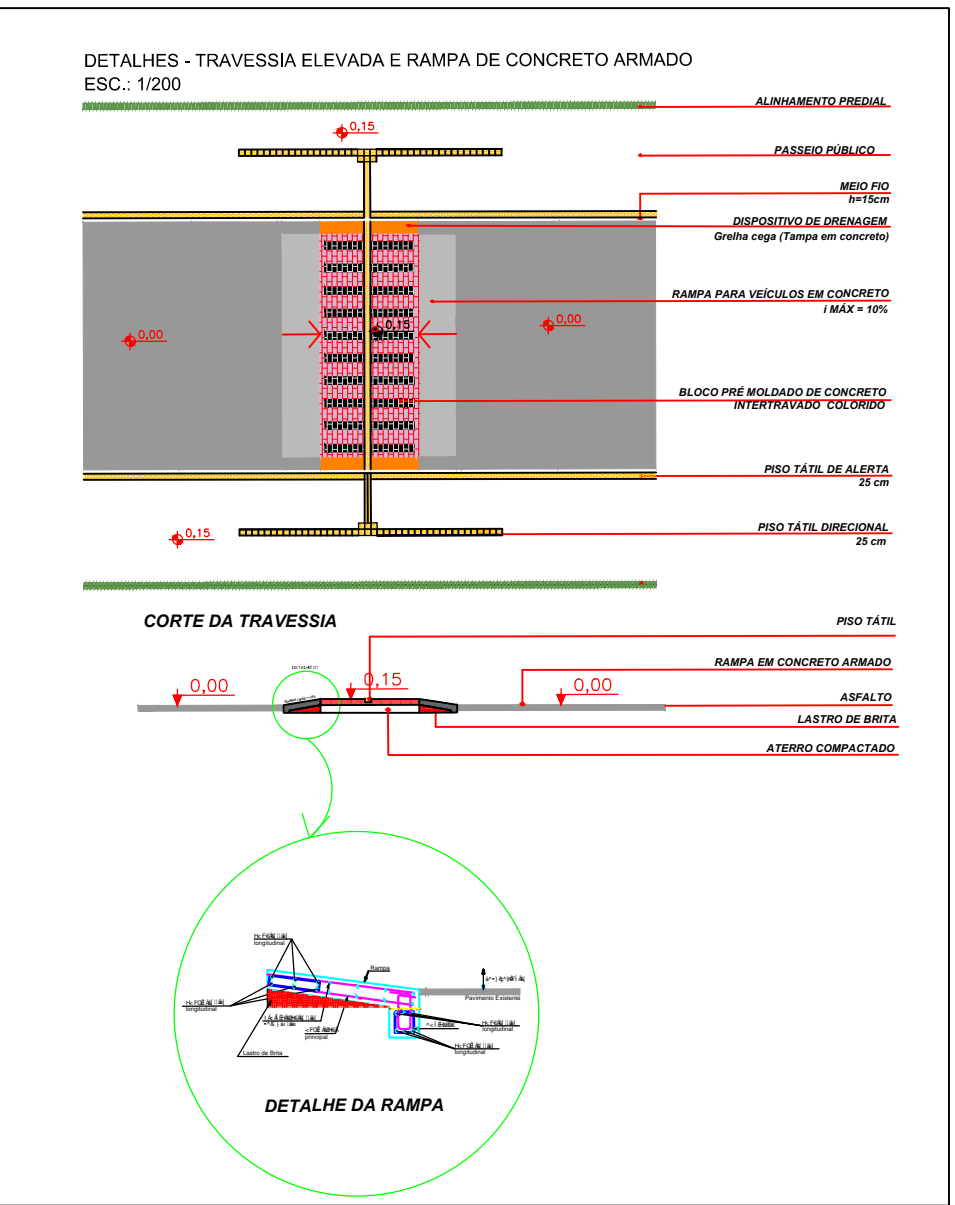 DETALHES - TRAVESSIA ELEVADA E RAMPA DE CONCRETO ARMADO
ESC.: 1/200
ALINHAMENTO PREDIAL
0,15
PASSEIO PÚBLICO
MEIO FIO
h=15cm
DISPOSITIVO DE DRENAGEM
Grelha cega (Tampa em concreto)
RAMPA PARA VEÍCULOS EM CONCRETO
i MÁX = 10%
0,00
0,15
0,00
BLOCO PRÉ MOLDADO DE CONCRETO
INTERTRAVADO COLORIDO
PISO TÁTIL DE ALERTA
25 cm
PISO TÁTIL DIRECIONAL
25 cm
0,15
CORTE DA TRAVESSIA
PISO TÁTIL
DETALHE 01
RAMPA EM CONCRETO ARMADO
0,00
0,15
0,00
ASFALTO
LASTRO DE BRITA
ATERRO COMPACTADO
longitudinal
Rampa
Pavimento Existente
longitudinal
principal
longitudinal
longitudinal
Lastro de Brita
DETALHE DA RAMPA